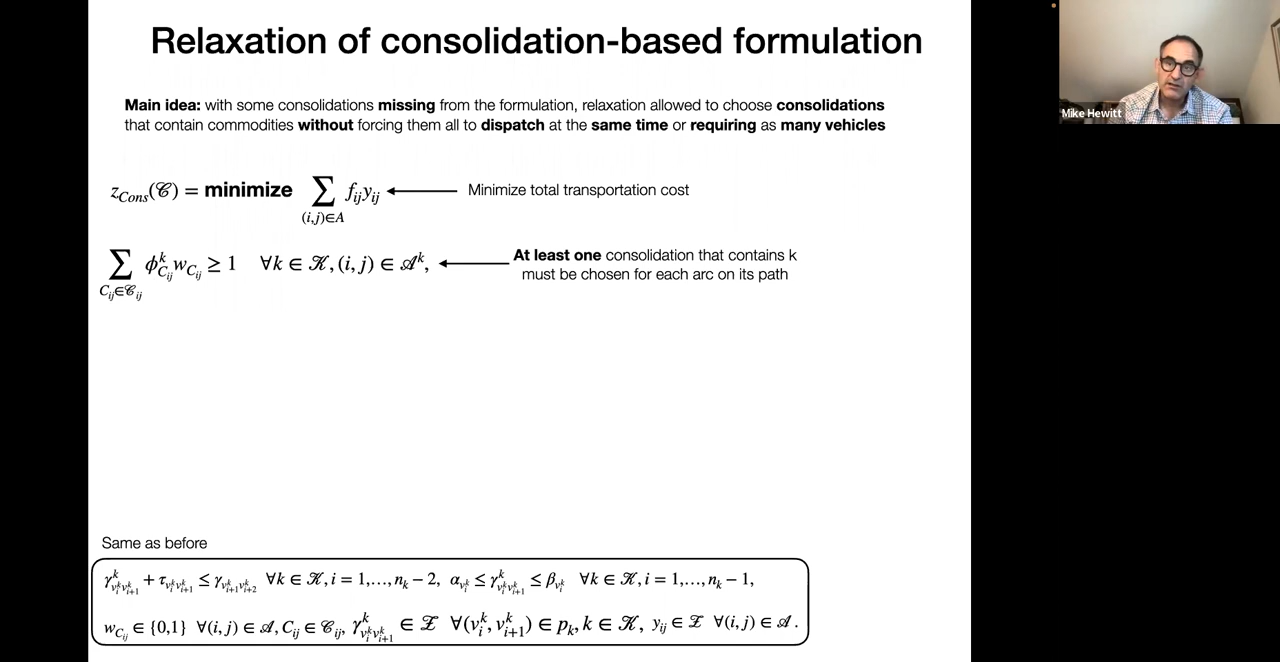 Relaxation of consolidation-based formulation
Main idea: with some consolidations missing from the formulation, relaxation allowed to choose consolidations
that contain commodities without forcing them all to dispatch at the same time or requiring as many vehicles
z_{Cons}(𝒞) = minimize ∑_{(i,j)∈A} f_{ij}y_{ij} Minimize total transportation cost
∑_{C_{ij}∈𝒞_{ij}} ϕ^k_{C_{ij}} w_{C_{ij}} ≥ 1 ∀k ∈ 𝒦, (i, j) ∈ 𝒜^k, At least one consolidation that contains k
must be chosen for each arc on its path
Same as before
γ^k_{v^k_i v^k_{i+1}} + τ_{v^k_i v^k_{i+1}} ≤ γ_{v^k_{i+1} v^k_{i+2}} ∀k ∈ 𝒦, i = 1,…,n_k − 2, α_{v^k_i} ≤ γ^k_{v^k_i v^k_{i+1}} ≤ β_{v^k_i} ∀k ∈ 𝒦, i = 1,…,n_k − 1,
w_{C_{ij}} ∈ {0,1} ∀(i, j) ∈ 𝒜, C_{ij} ∈ 𝒞_{ij}, γ^k_{v^k_i v^k_{i+1}} ∈ ℤ ∀(v^k_i, v^k_{i+1}) ∈ p_k, k ∈ 𝒦, y_{ij} ∈ ℤ ∀(i, j) ∈ 𝒜 .
Mike Hewitt